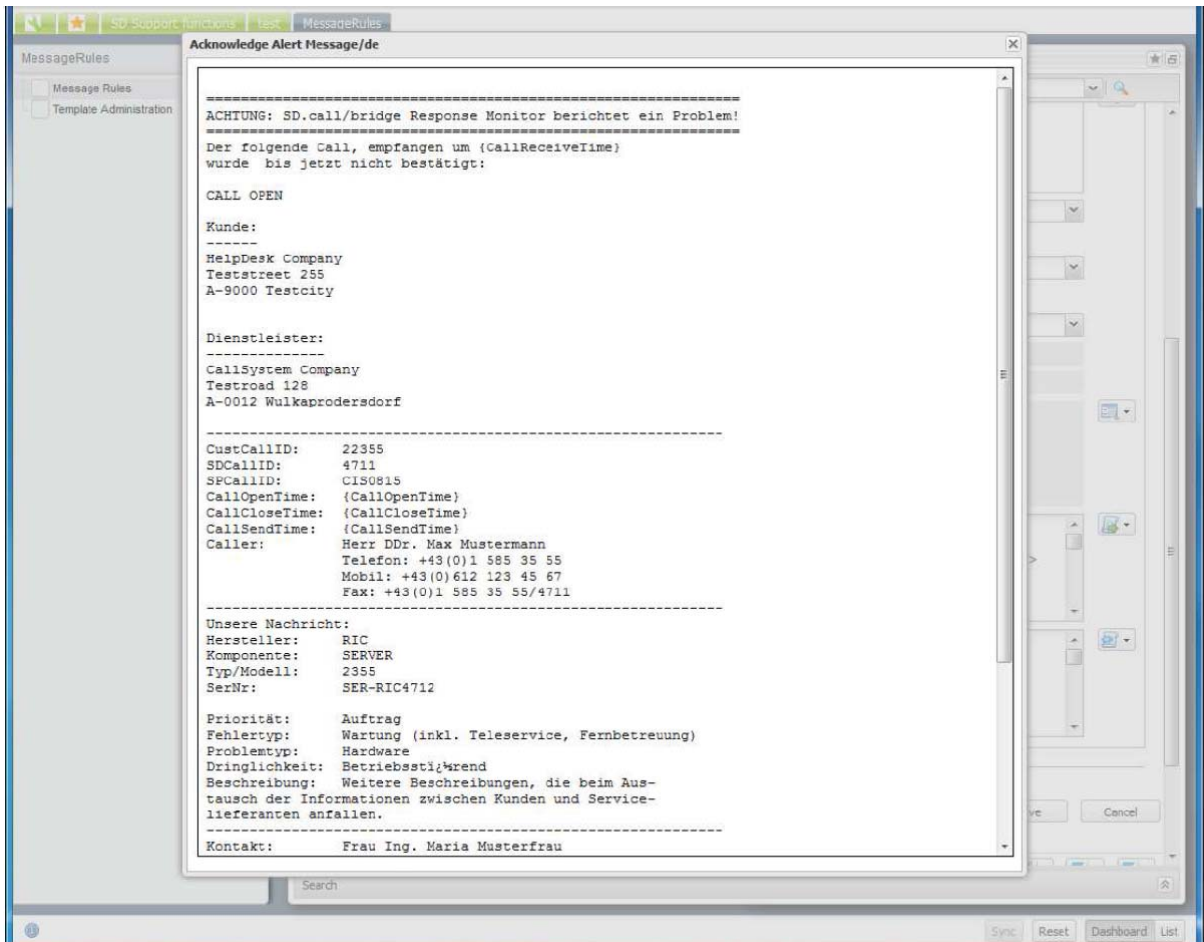 SD Support functions test MessageRules
MessageRules
Message Rules
Template Administration
Acknowledge Alert Message/de
=============================================================
ACHTUNG: SD.call/bridge Response Monitor berichtet ein Problem!
=============================================================
Der folgende Call, empfangen um {CallReceiveTime}
wurde bis jetzt nicht bestätigt:
CALL OPEN
Kunde:
------
HelpDesk Company
Teststreet 255
A-9000 Testcity
Dienstleister:
--------------
CallSystem Company
Testroad 128
A-0012 Wulkaprodersdorf
-------------------------------------------------------------
CustCallID: 22355
SDCallID: 4711
SPCallID: CIS0815
CallOpenTime: {CallOpenTime}
CallCloseTime: {CallCloseTime}
CallSendTime: {CallSendTime}
Caller: Herr DDr. Max Mustermann
Telefon: +43(0)1 585 35 55
Mobil: +43(0)612 123 45 67
Fax: +43(0)1 585 35 55/4711
-------------------------------------------------------------
Unsere Nachricht:
Hersteller: RIC
Komponente: SERVER
Typ/Modell: 2355
SerNr: SER-RIC4712
Priorität: Auftrag
Fehlertyp: Wartung (inkl. Teleservice, Fernbetreuung)
Problemtyp: Hardware
Dringlichkeit: Betriebsstï¿½rend
Beschreibung: Weitere Beschreibungen, die beim Aus-
tausch der Informationen zwischen Kunden und Service-
lieferanten anfallen.
-------------------------------------------------------------
Kontakt: Frau Ing. Maria Musterfrau
>
ve Cancel
Search
Sync Reset Dashboard List